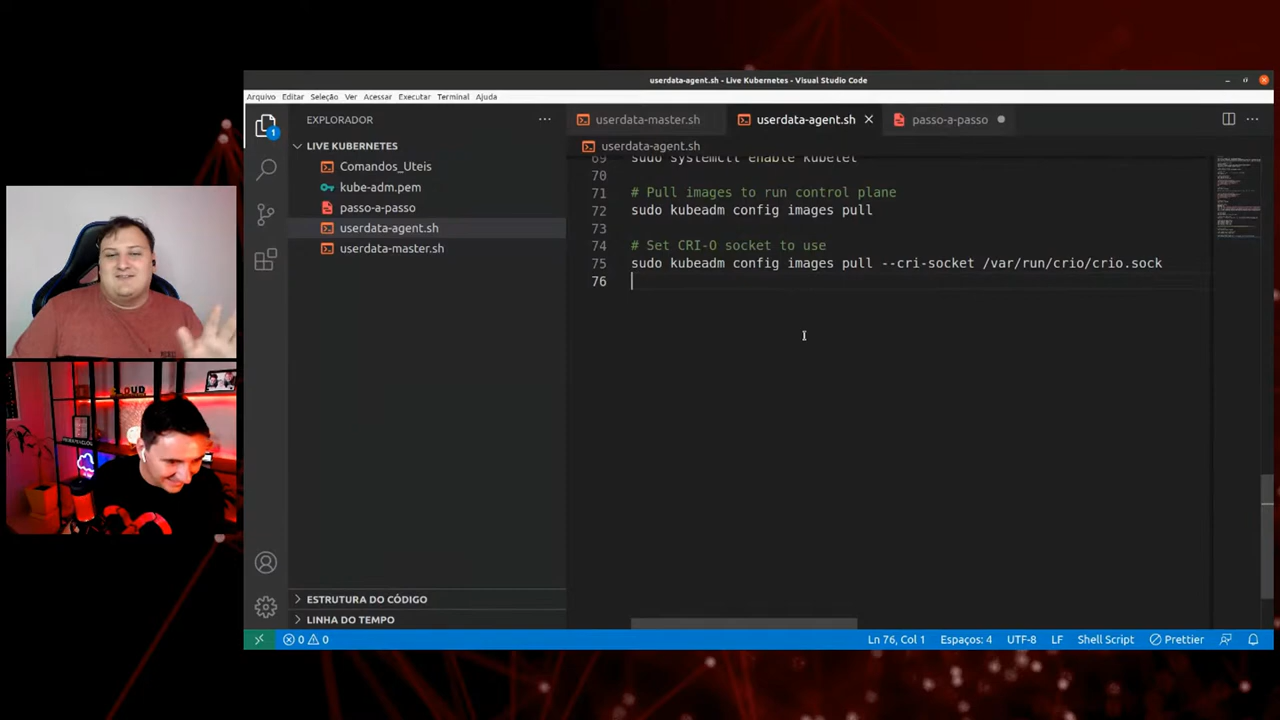 userdata-agent.sh - Live Kubernetes - Visual Studio Code
Arquivo Editar Seleção Ver Acessar Executar Terminal Ajuda
EXPLORADOR
LIVE KUBERNETES
Comandos_Uteis
kube-adm.pem
passo-a-passo
userdata-agent.sh
userdata-master.sh
ESTRUTURA DO CÓDIGO
LINHA DO TEMPO
1
userdata-master.sh userdata-agent.sh passo-a-passo
userdata-agent.sh
69 sudo systemctl enable kubelet
70
71 # Pull images to run control plane
72 sudo kubeadm config images pull
73
74 # Set CRI-O socket to use
75 sudo kubeadm config images pull --cri-socket /var/run/crio/crio.sock
76
0 0 Ln 76, Col 1 Espaços: 4 UTF-8 LF Shell Script Prettier
CLOUD